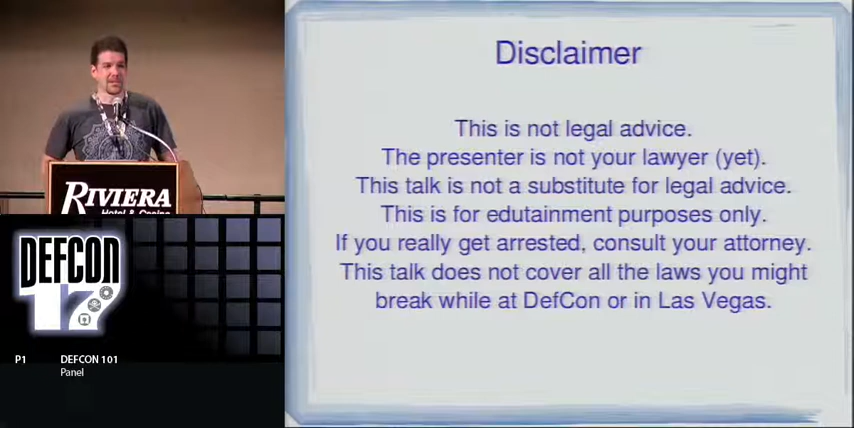 Disclaimer
This is not legal advice.
The presenter is not your lawyer (yet).
This talk is not a substitute for legal advice.
This is for edutainment purposes only.
If you really get arrested, consult your attorney.
This talk does not cover all the laws you might
break while at DefCon or in Las Vegas.
RIVIERA
Hotel & Casino
DEFCON
17
P1 DEFCON 101
Panel